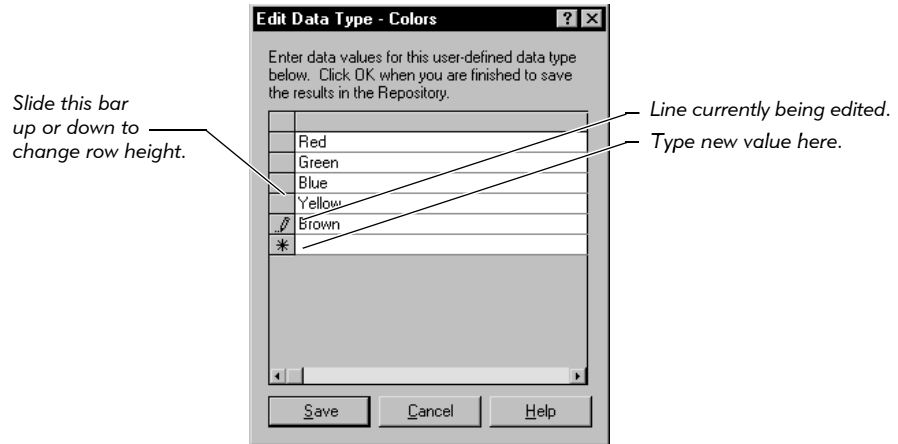 Edit Data Type - Colors
Enter data values for this user-defined data type
below. Click OK when you are finished to save
the results in the Repository.
Slide this bar
up or down to
change row height.
Line currently being edited.
Type new value here.
Red
Green
Blue
Yellow
Brown
Save
Cancel
Help